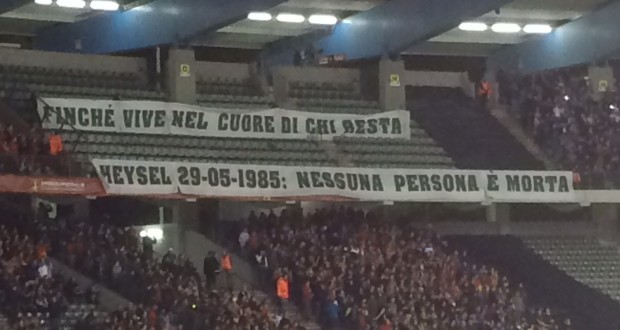 FINCHÉ VIVE NEL CUORE DI CHI RESTA
HEYSEL 29-05-1985: NESSUNA PERSONA È MORTA